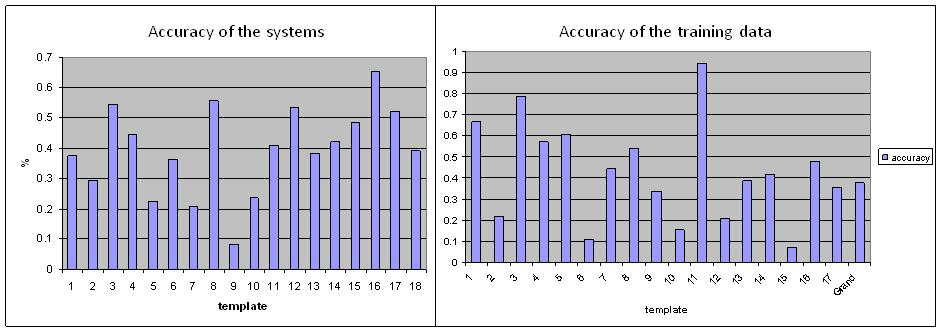 Accuracy of the systems
0.7
0.6
0.5
0.4
0.3
0.2
0.1
0
%
1 2 3 4 5 6 7 8 9 10 11 12 13 14 15 16 17 18
template
Accuracy of the training data
1
0.9
0.8
0.7
0.6
0.5
0.4
0.3
0.2
0.1
0
1 2 3 4 5 6 7 8 9 10 11 12 13 14 15 16 17 Grand
template
accuracy